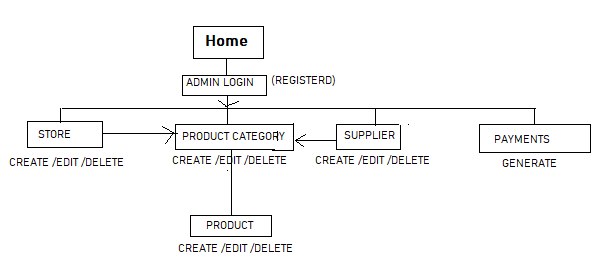 Home
ADMIN LOGIN (REGISTERD)
STORE PRODUCT CATEGORY SUPPLIER PAYMENTS
CREATE /EDIT /DELETE CREATE /EDIT /DELETE CREATE /EDIT /DELETE GENERATE
PRODUCT
CREATE /EDIT /DELETE